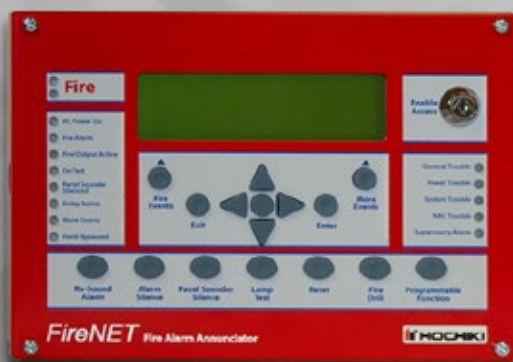 Fire
Enable
Access
AC Power On
Pre-Alarm
Fire Output Active
On Test
Panel Sounder
Silenced
Delay Active
More Events
Point Bypassed
General Trouble
Power Trouble
System Trouble
NAC Trouble
Supervisory Alarm
Fire
Events
Exit
Enter
More
Events
Re-Sound
Alarm
Alarm
Silence
Panel Sounder
Silence
Lamp
Test
Reset
Fire
Drill
Programmable
Function
FireNET Fire Alarm Annunciator
HOCHIKI